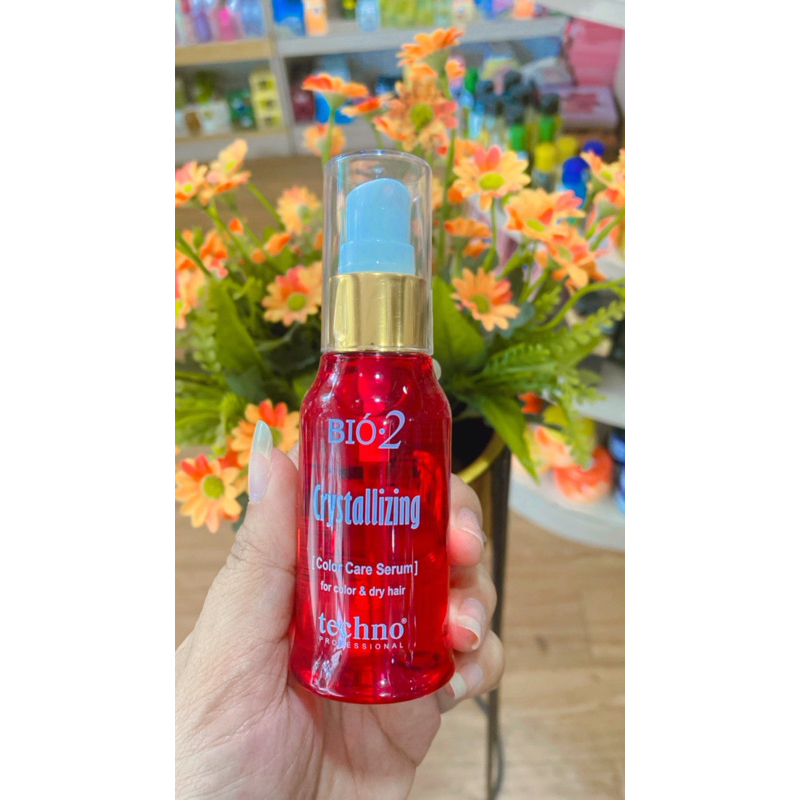 BIÓ·2
Crystallizing
[Color Care Serum]
for color & dry hair
techno®
PROFESSIONAL